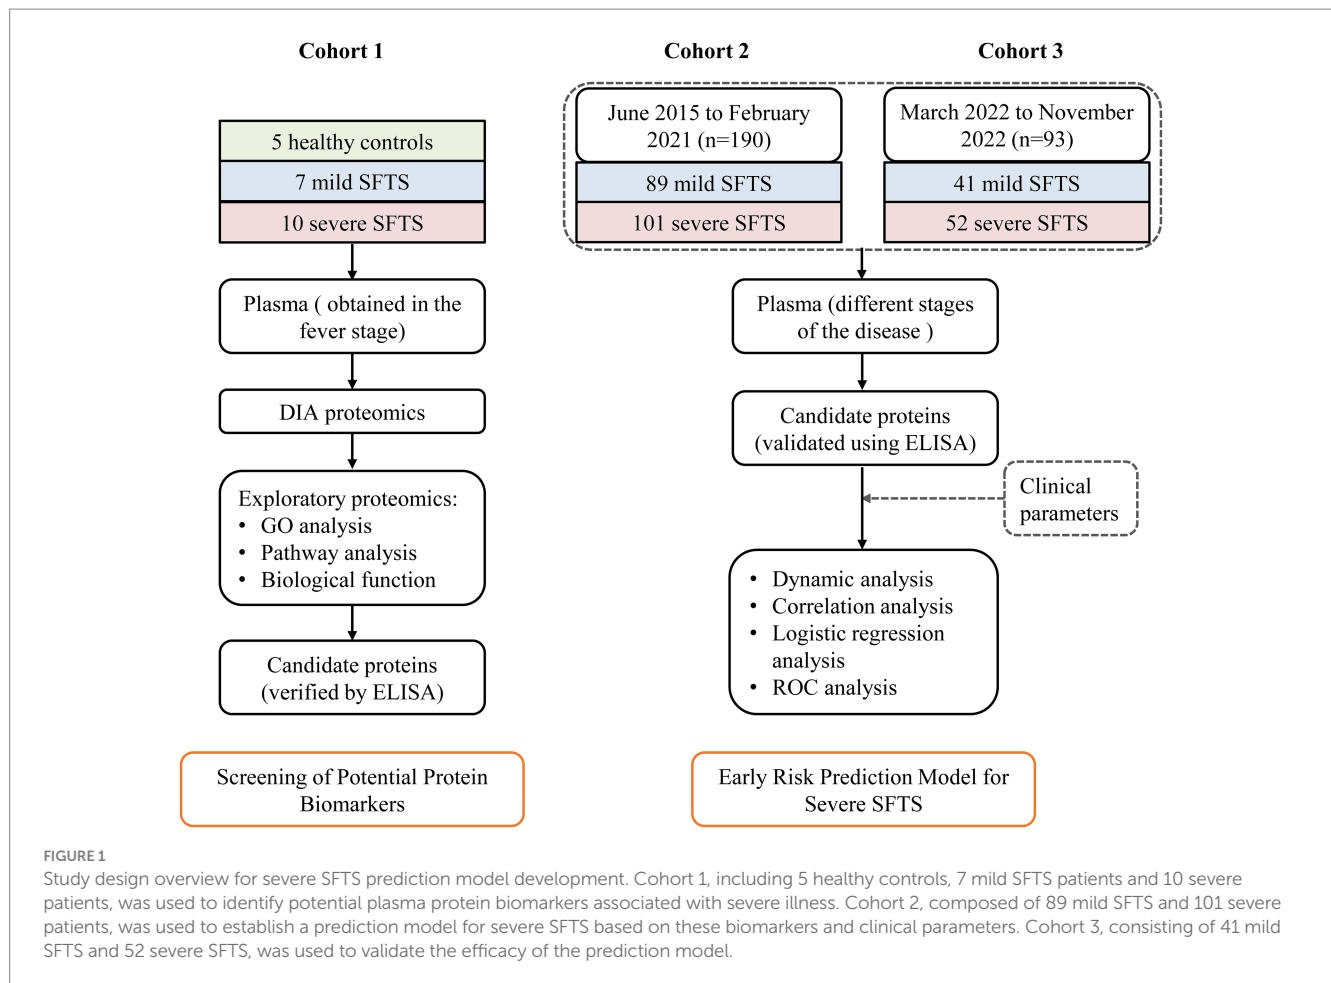 Cohort 1
5 healthy controls
7 mild SFTS
10 severe SFTS
Plasma ( obtained in the
fever stage)
DIA proteomics
Exploratory proteomics:
• GO analysis
• Pathway analysis
• Biological function
Candidate proteins
(verified by ELISA)
Screening of Potential Protein
Biomarkers
Cohort 2
Cohort 3
June 2015 to February
2021 (n=190)
89 mild SFTS
101 severe SFTS
March 2022 to November
2022 (n=93)
41 mild SFTS
52 severe SFTS
Plasma (different stages
of the disease )
Candidate proteins
(validated using ELISA)
Clinical
parameters
• Dynamic analysis
• Correlation analysis
• Logistic regression
analysis
• ROC analysis
Early Risk Prediction Model for
Severe SFTS
FIGURE 1
Study design overview for severe SFTS prediction model development. Cohort 1, including 5 healthy controls, 7 mild SFTS patients and 10 severe
patients, was used to identify potential plasma protein biomarkers associated with severe illness. Cohort 2, composed of 89 mild SFTS and 101 severe
patients, was used to establish a prediction model for severe SFTS based on these biomarkers and clinical parameters. Cohort 3, consisting of 41 mild
SFTS and 52 severe SFTS, was used to validate the efficacy of the prediction model.